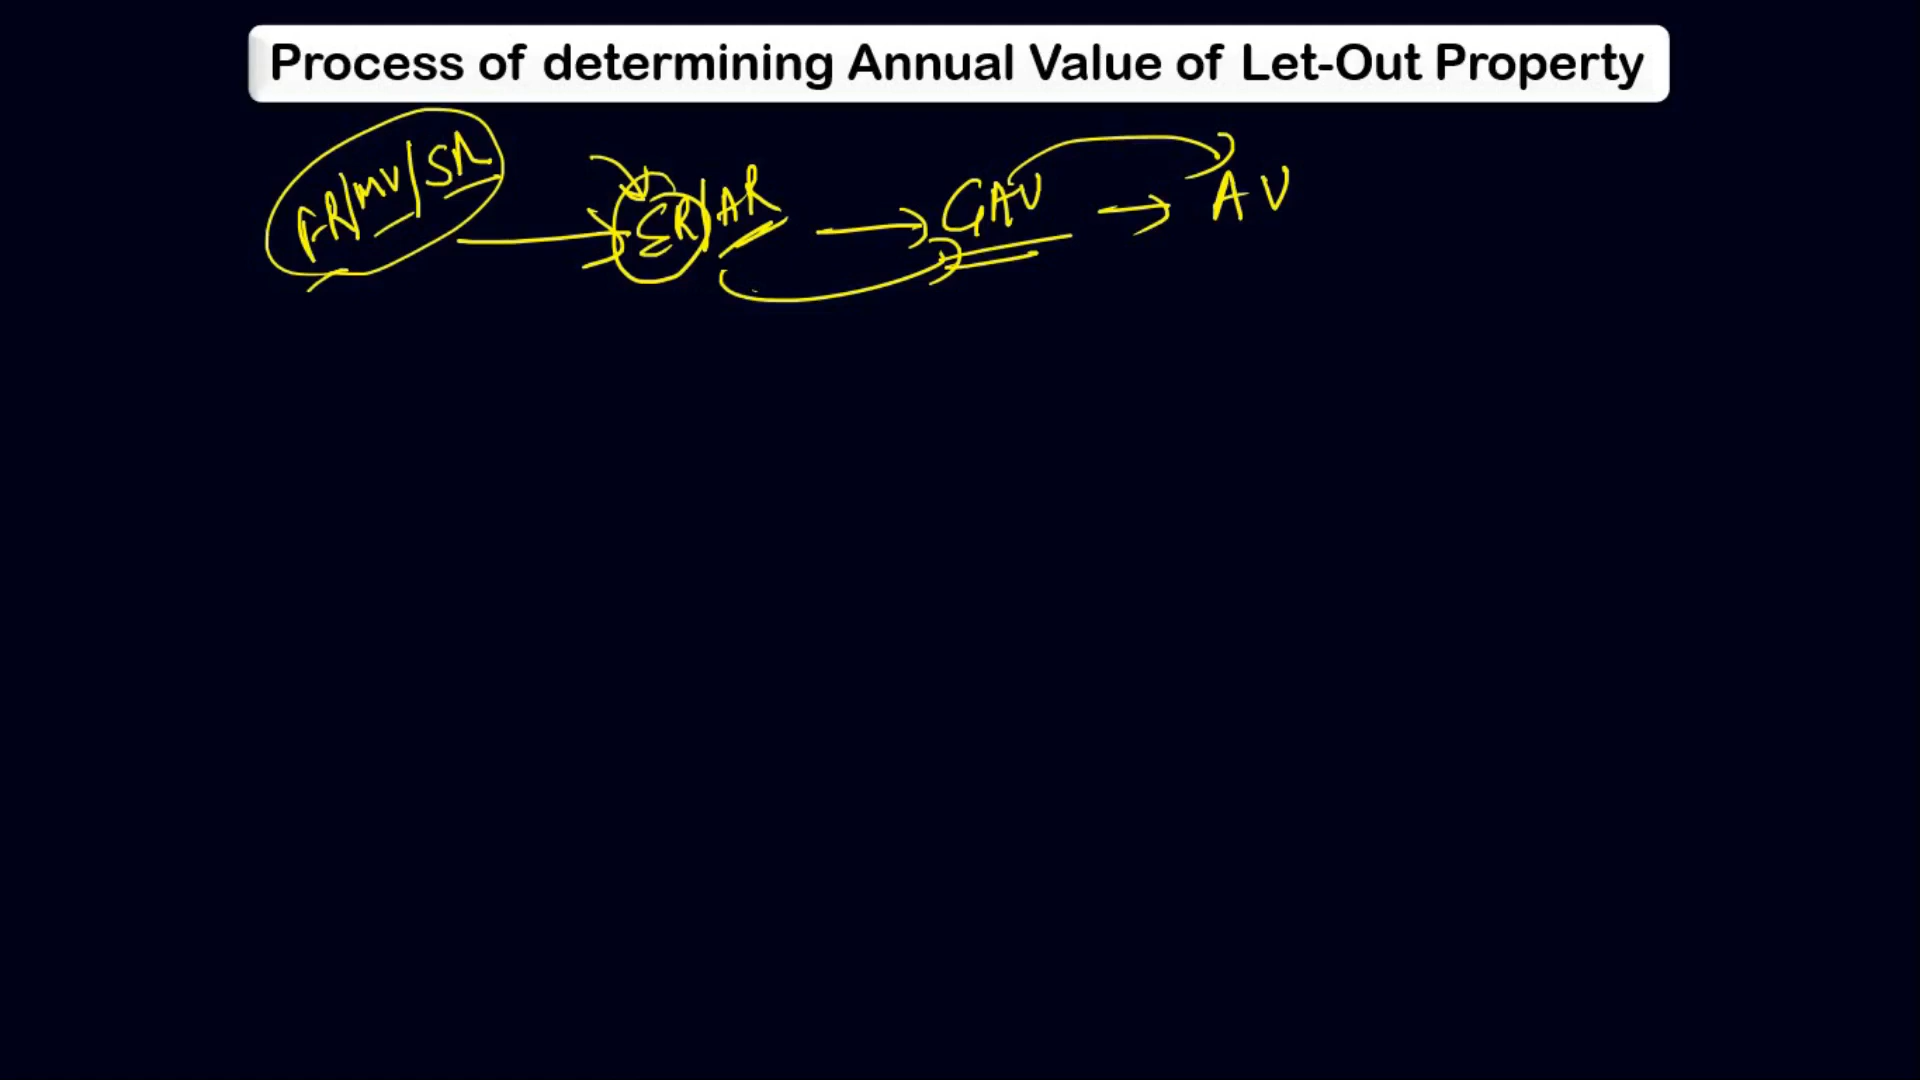 Process of determining Annual Value of Let-Out Property
FR/MV/SR → ER/AR → GAV → AV